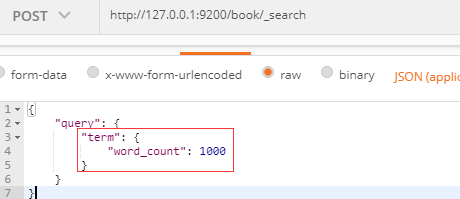 POST http://127.0.0.1:9200/book/_search
form-data x-www-form-urlencoded raw binary JSON (applic
1 {
2 "query": {
3 "term": {
4 "word_count": 1000
5 }
6 }
7 }